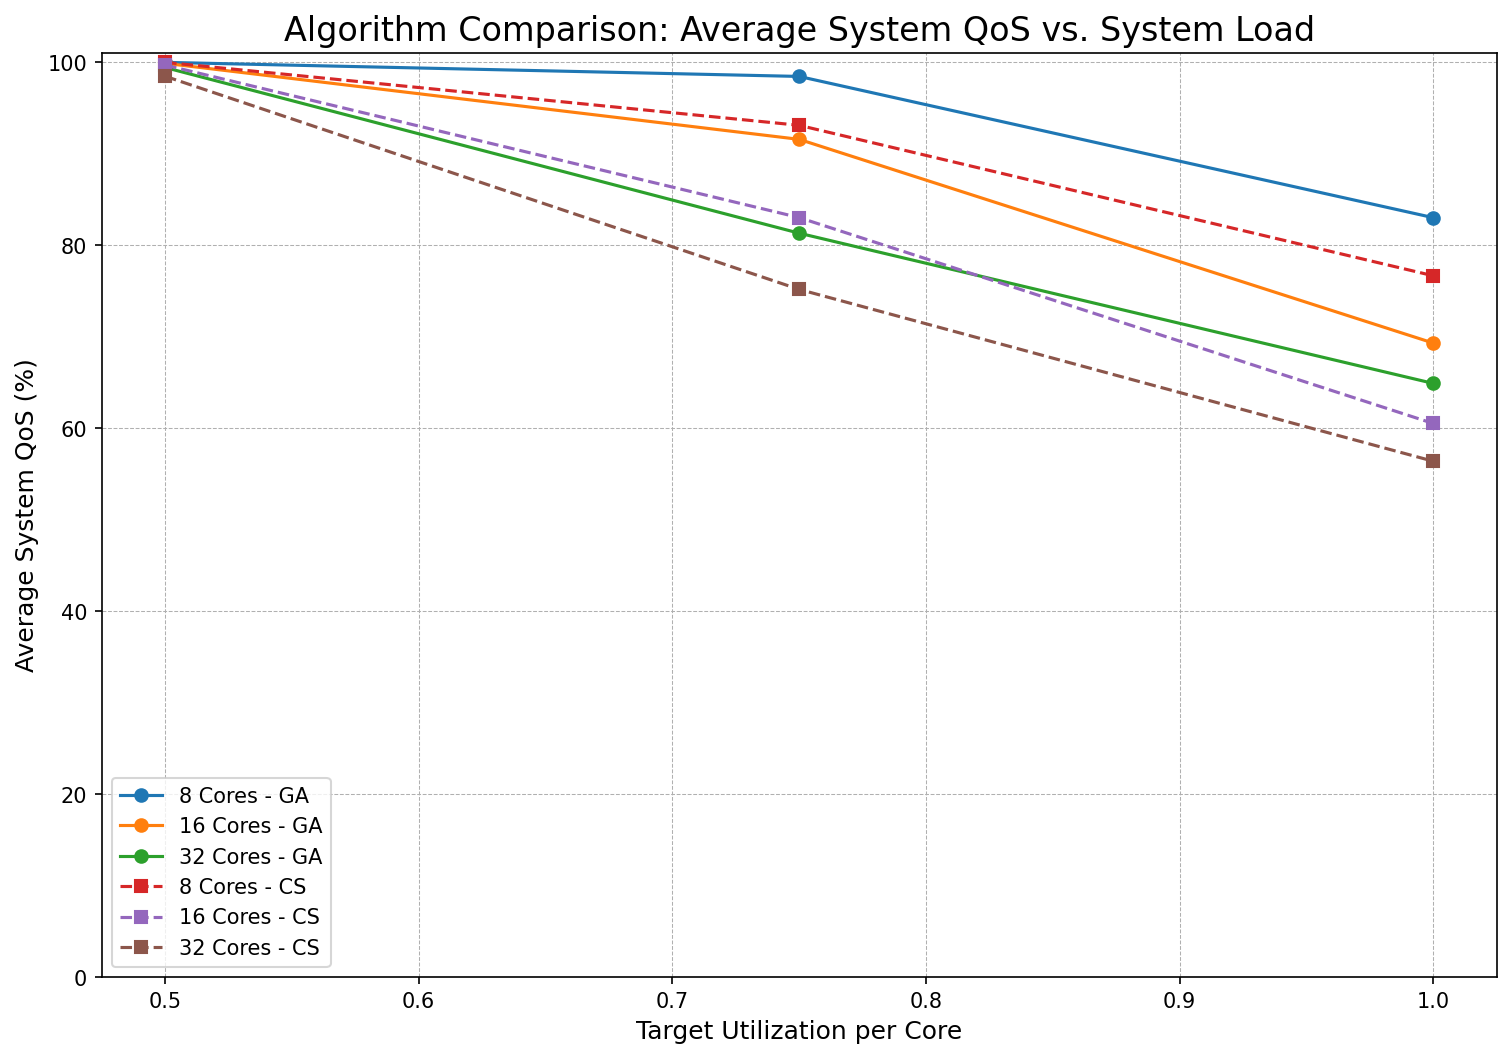 Algorithm Comparison: Average System QoS vs. System Load
Average System QoS (%)
100
80
60
40
20
0
8 Cores - GA
16 Cores - GA
32 Cores - GA
8 Cores - CS
16 Cores - CS
32 Cores - CS
0.5 0.6 0.7 0.8 0.9 1.0
Target Utilization per Core